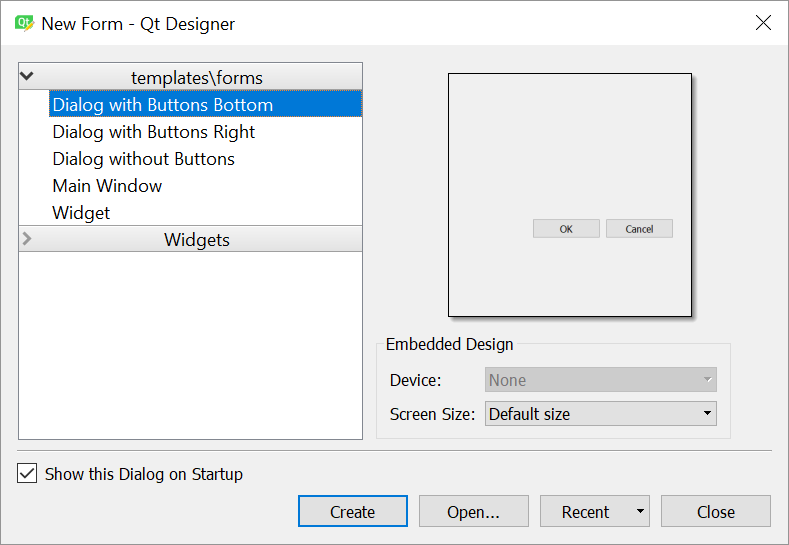 New Form - Qt Designer
templates\forms
Dialog with Buttons Bottom
Dialog with Buttons Right
Dialog without Buttons
Main Window
Widget
Widgets
OK Cancel
Embedded Design
Device: None
Screen Size: Default size
Show this Dialog on Startup
Create Open... Recent Close